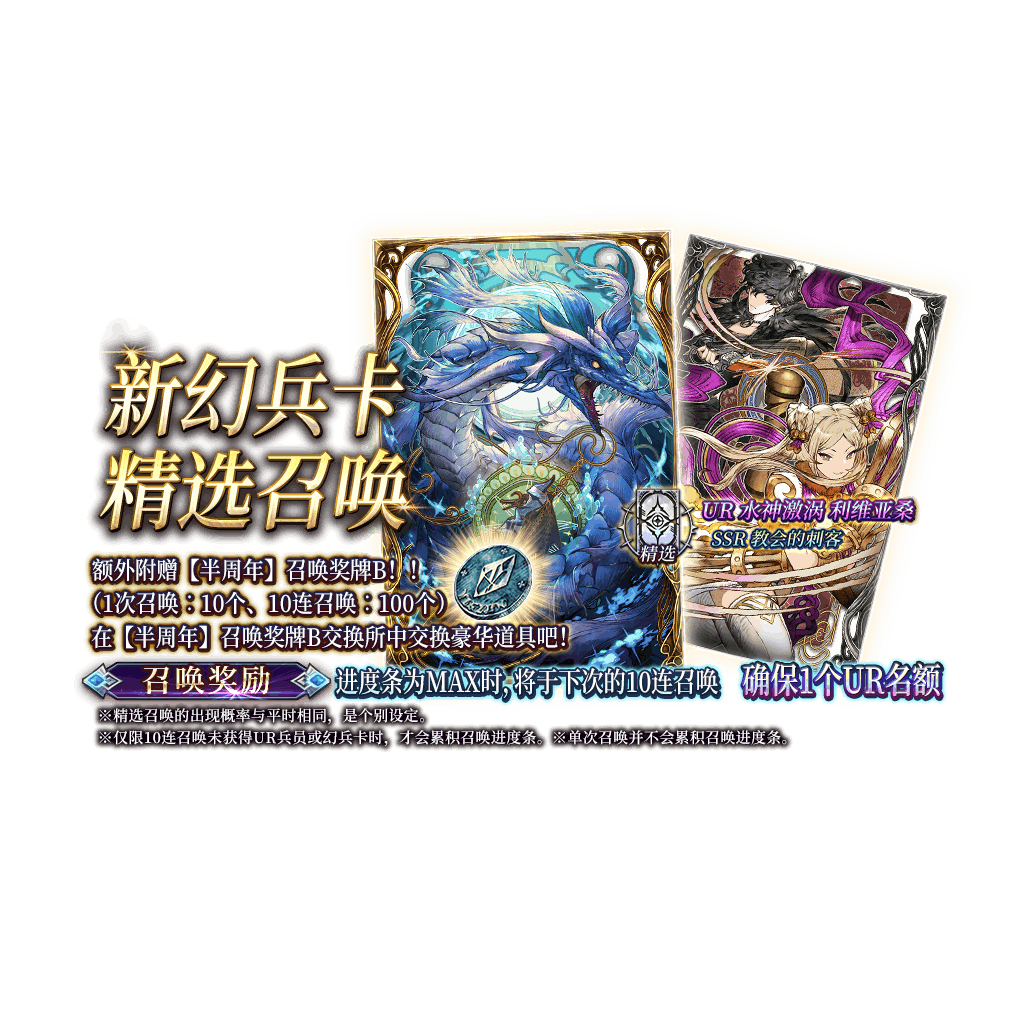 新幻兵卡
精选召唤
UR 水神激涡 利维亚桑
SSR 教会的刺客
精选
额外附赠【半周年】召唤奖牌B！！
（1次召唤：10个、10连召唤：100个）
在【半周年】召唤奖牌B交换所中交换豪华道具吧！
召唤奖励
进度条为MAX时，将于下次的10连召唤 确保1个UR名额
※精选召唤的出现概率与平时相同，是个别设定。
※仅限10连召唤未获得UR兵员或幻兵卡时，才会累积召唤进度条。※单次召唤并不会累积召唤进度条。